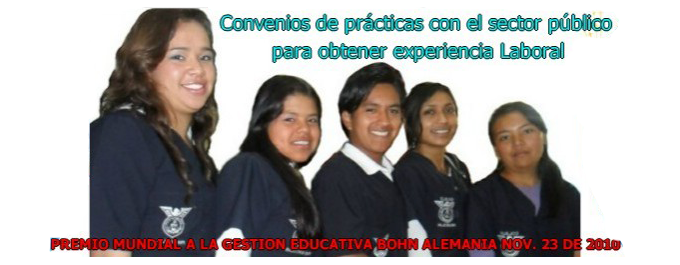 Convenios de prácticas con el sector público
para obtener experiencia Laboral
PREMIO MUNDIAL A LA GESTION EDUCATIVA BOHN ALEMANIA NOV. 23 DE 2010